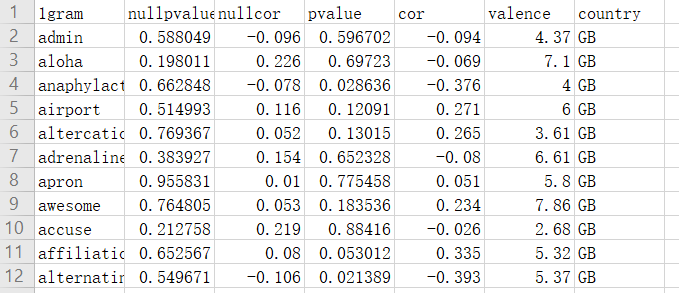 1 1gram nullpvalue nullcor pvalue cor valence country
2 admin 0.588049 -0.096 0.596702 -0.094 4.37 GB
3 aloha 0.198011 0.226 0.69723 -0.069 7.1 GB
4 anaphylact 0.662848 -0.078 0.028636 -0.376 4 GB
5 airport 0.514993 0.116 0.12091 0.271 6 GB
6 altercatic 0.769367 0.052 0.13015 0.265 3.61 GB
7 adrenaline 0.383927 0.154 0.652328 -0.08 6.61 GB
8 apron 0.955831 0.01 0.775458 0.051 5.8 GB
9 awesome 0.764805 0.053 0.183536 0.234 7.86 GB
10 accuse 0.212758 0.219 0.88416 -0.026 2.68 GB
11 affiliatic 0.652567 0.08 0.053012 0.335 5.32 GB
12 alternatin 0.549671 -0.106 0.021389 -0.393 5.37 GB